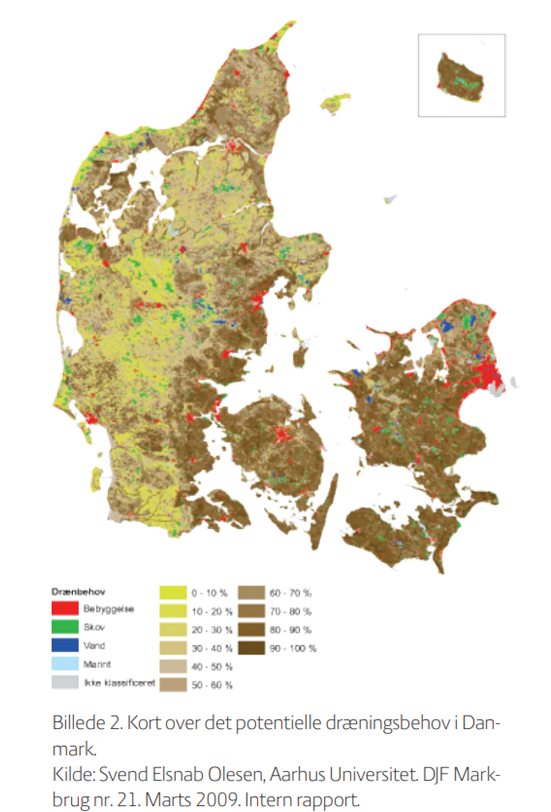 Drænbehov
Bebyggelse
Skov
Vand
Marint
Ikke klassificeret
0 - 10 %
10 - 20 %
20 - 30 %
30 - 40 %
40 - 50 %
50 - 60 %
60 - 70 %
70 - 80 %
80 - 90 %
90 - 100 %
Billede 2. Kort over det potentielle dræningsbehov i Dan-
mark.
Kilde: Svend Elsnab Olesen, Aarhus Universitet. DJF Mark-
brug nr. 21. Marts 2009. Intern rapport.